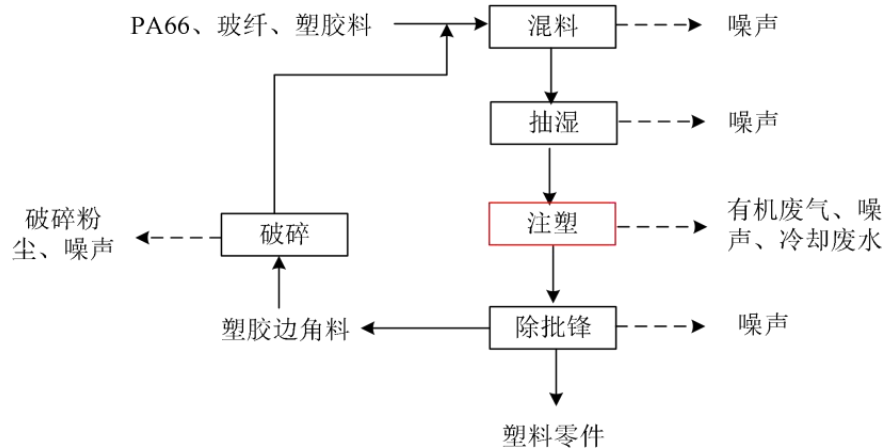 PA66、玻纤、塑胶料
混料
噪声
抽湿
噪声
注塑
有机废气、噪
声、冷却废水
破碎粉
尘、噪声
破碎
塑胶边角料
除批锋
噪声
塑料零件